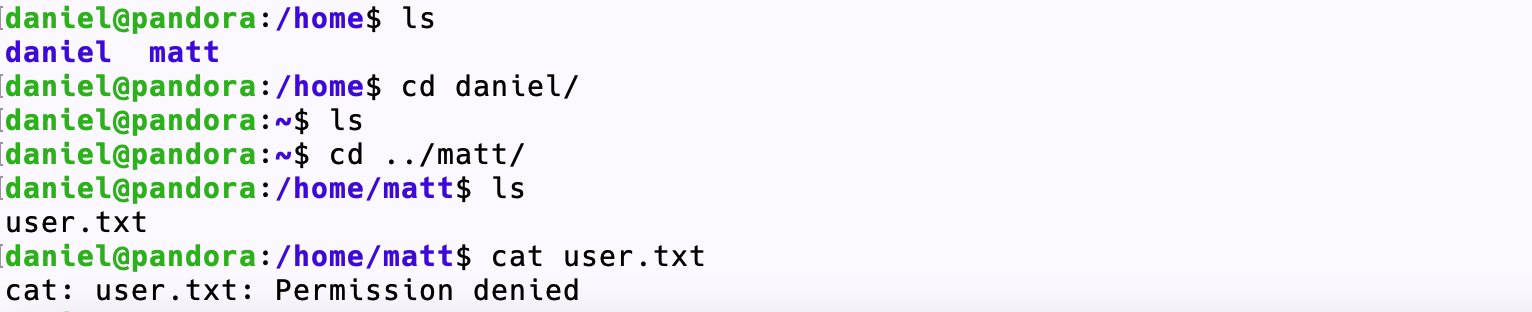 daniel@pandora:/home$ ls
daniel  matt
daniel@pandora:/home$ cd daniel/
daniel@pandora:~$ ls
daniel@pandora:~$ cd ../matt/
daniel@pandora:/home/matt$ ls
user.txt
daniel@pandora:/home/matt$ cat user.txt
cat: user.txt: Permission denied